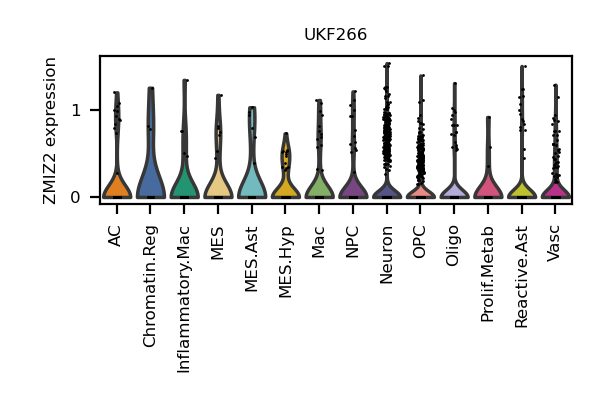 UKF266
ZMIZ2 expression
1
0
AC
Chromatin.Reg
Inflammatory.Mac
MES
MES.Ast
MES.Hyp
Mac
NPC
Neuron
OPC
Oligo
Prolif.Metab
Reactive.Ast
Vasc